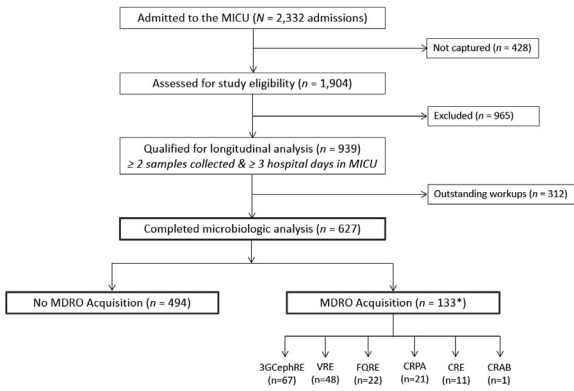 Admitted to the MICU (N = 2,332 admissions)
Not captured (n = 428)
Assessed for study eligibility (n = 1,904)
Excluded (n = 965)
Qualified for longitudinal analysis (n = 939)
≥ 2 samples collected & ≥ 3 hospital days in MICU
Outstanding workups (n = 312)
Completed microbiologic analysis (n = 627)
No MDRO Acquisition (n = 494)
MDRO Acquisition (n = 133*)
3GCephRE VRE FQRE CRPA CRE CRAB
(n=67) (n=48) (n=22) (n=21) (n=11) (n=1)